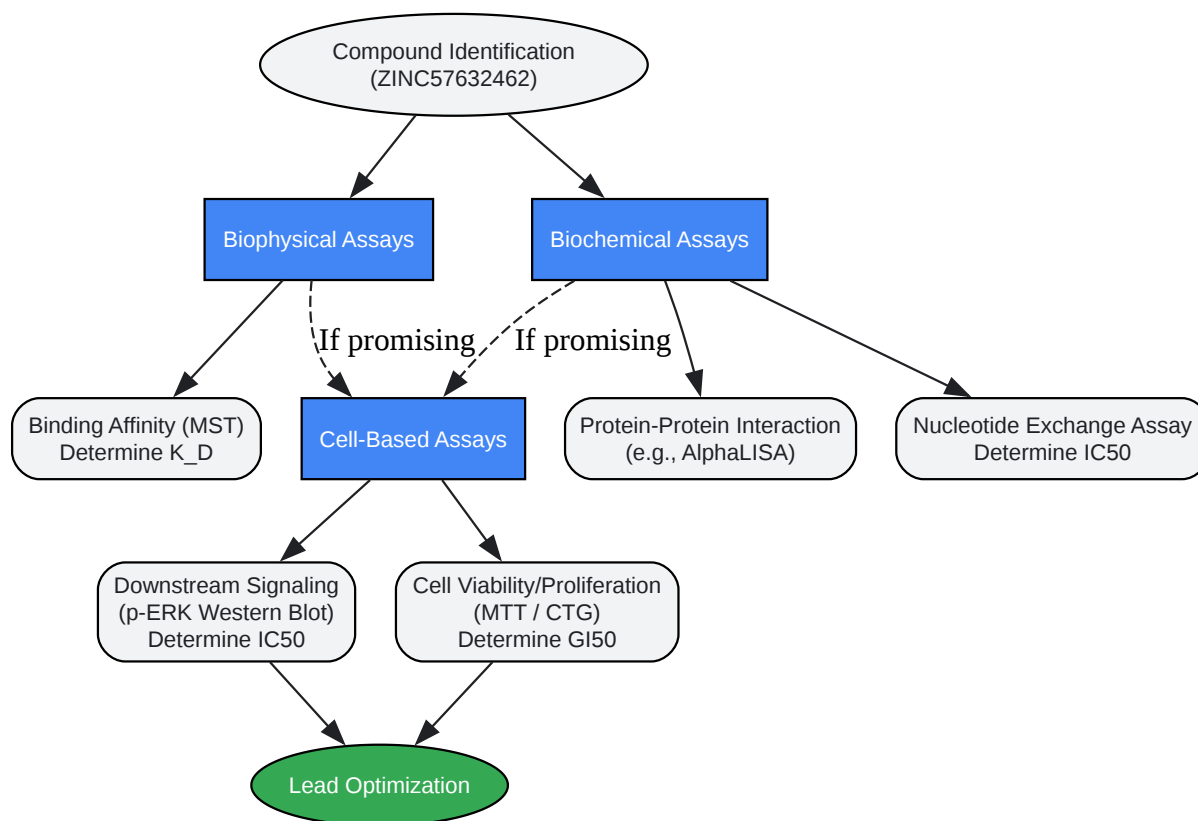 Compound Identification
(ZINC57632462)
Biophysical Assays
Biochemical Assays
If promising
If promising
Binding Affinity (MST)
Determine K_D
Cell-Based Assays
Protein-Protein Interaction
(e.g., AlphaLISA)
Nucleotide Exchange Assay
Determine IC50
Downstream Signaling
(p-ERK Western Blot)
Determine IC50
Cell Viability/Proliferation
(MTT / CTG)
Determine GI50
Lead Optimization